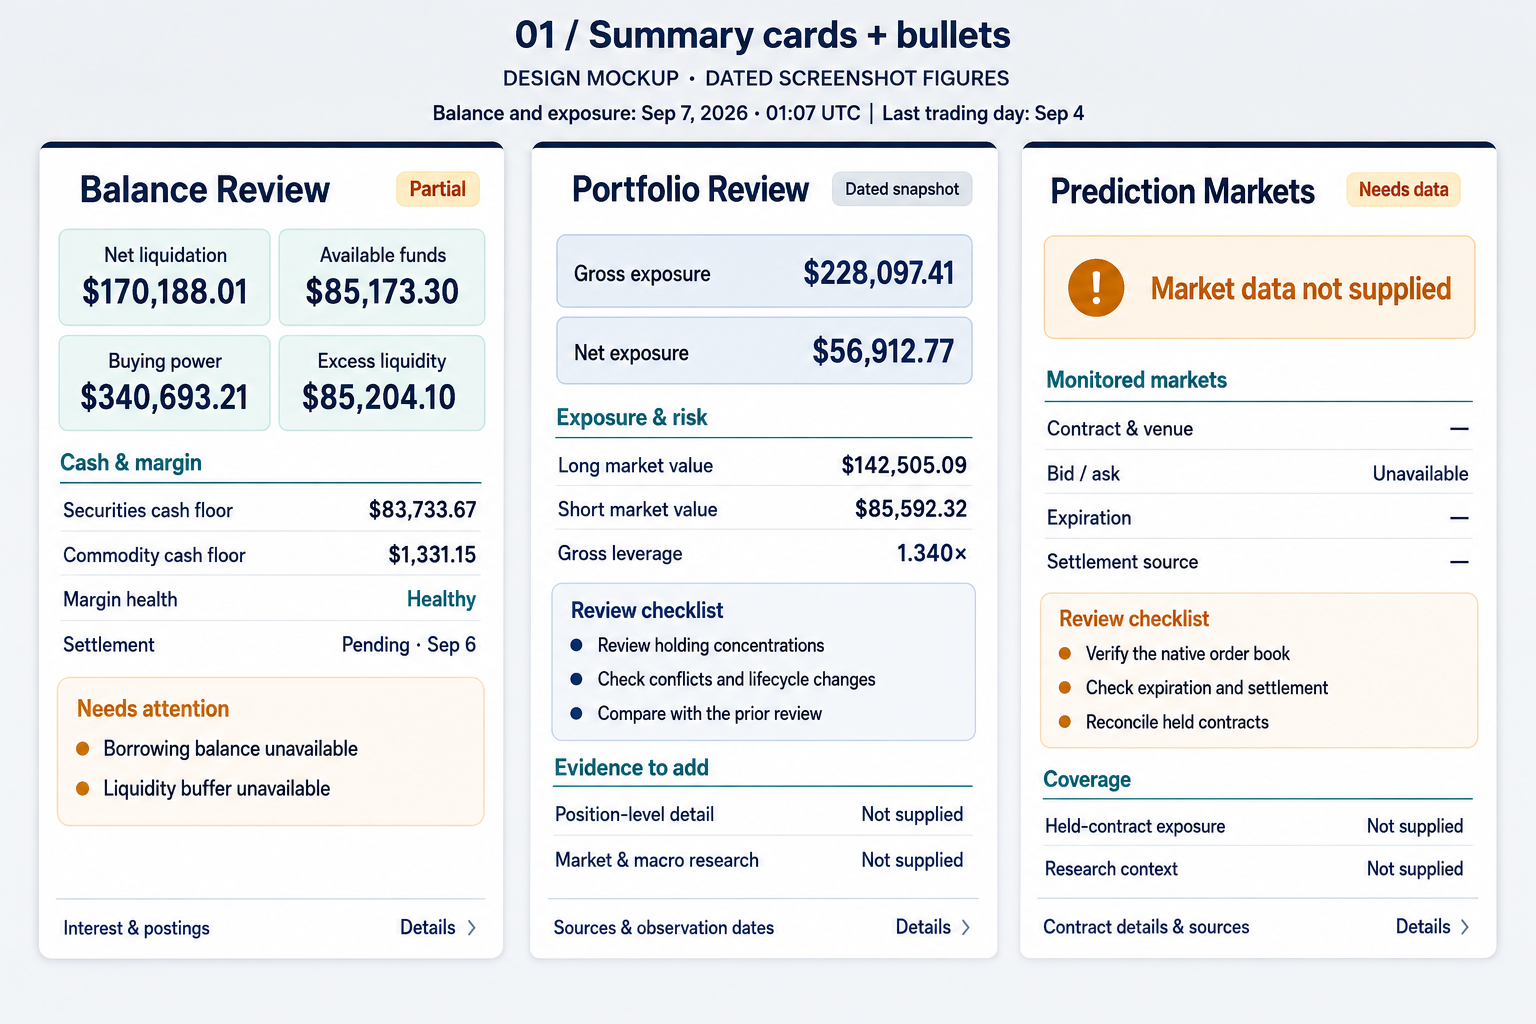 01 / Summary cards + bullets
DESIGN MOCKUP • DATED SCREENSHOT FIGURES
Balance and exposure: Sep 7, 2026 • 01:07 UTC | Last trading day: Sep 4
Balance Review
Partial
Net liquidation
$170,188.01
Available funds
$85,173.30
Buying power
$340,693.21
Excess liquidity
$85,204.10
Cash & margin
Securities cash floor $83,733.67
Commodity cash floor $1,331.15
Margin health Healthy
Settlement Pending · Sep 6
Needs attention
• Borrowing balance unavailable
• Liquidity buffer unavailable
Interest & postings Details >
Portfolio Review
Dated snapshot
Gross exposure $228,097.41
Net exposure $56,912.77
Exposure & risk
Long market value $142,505.09
Short market value $85,592.32
Gross leverage 1.340×
Review checklist
• Review holding concentrations
• Check conflicts and lifecycle changes
• Compare with the prior review
Evidence to add
Position-level detail Not supplied
Market & macro research Not supplied
Sources & observation dates Details >
Prediction Markets
Needs data
! Market data not supplied
Monitored markets
Contract & venue —
Bid / ask Unavailable
Expiration —
Settlement source —
Review checklist
• Verify the native order book
• Check expiration and settlement
• Reconcile held contracts
Coverage
Held-contract exposure Not supplied
Research context Not supplied
Contract details & sources Details >